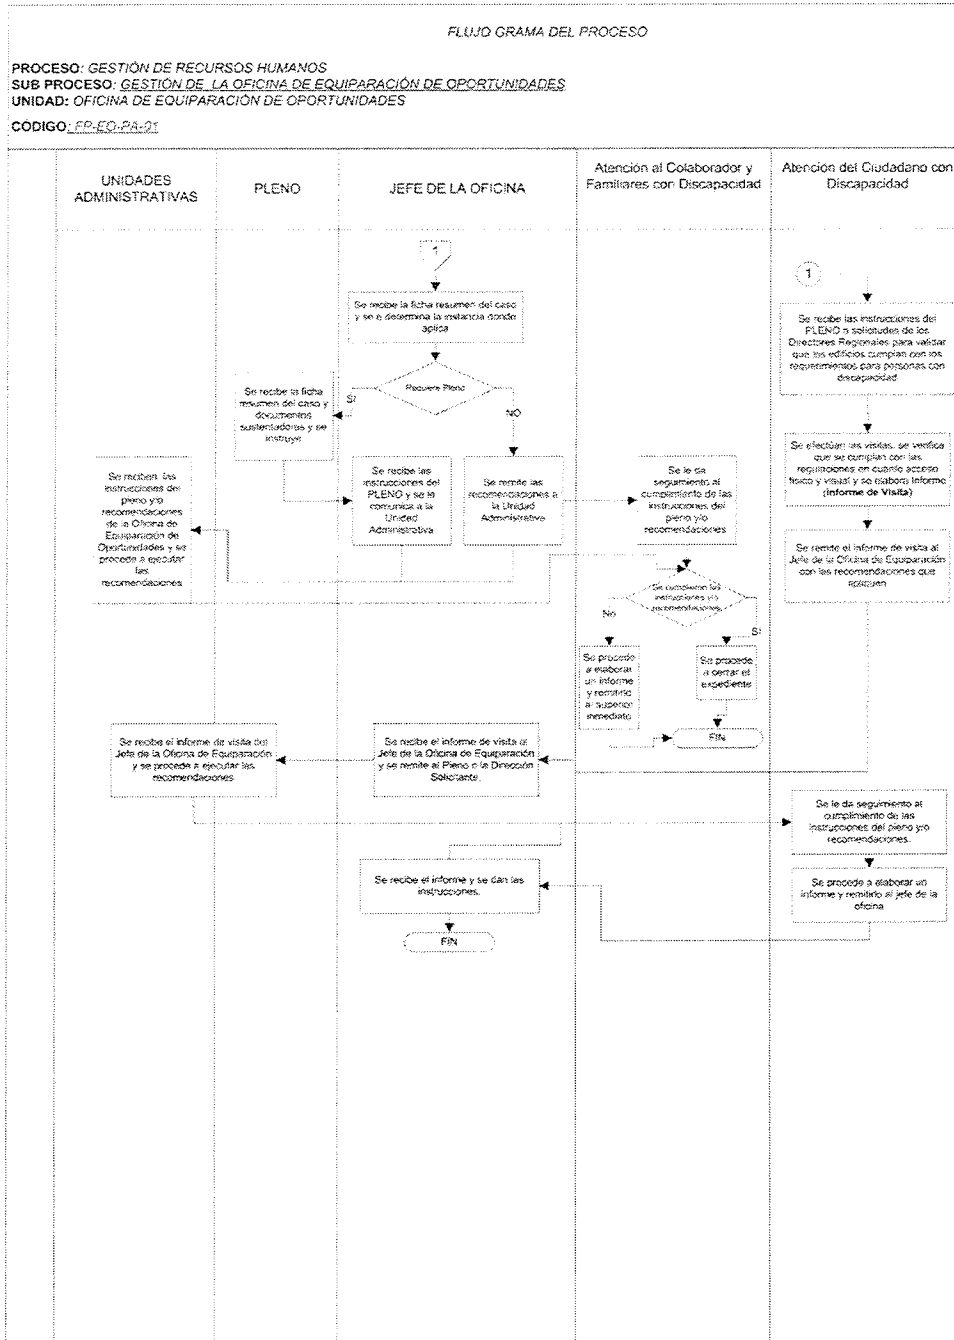 FLUJO GRAMA DEL PROCESO
PROCESO: GESTIÓN DE RECURSOS HUMANOS
SUB PROCESO: GESTIÓN DE LA OFICINA DE EQUIPARACIÓN DE OPORTUNIDADES
UNIDAD: OFICINA DE EQUIPARACIÓN DE OPORTUNIDADES
CÓDIGO: FP-EO-PA-01
UNIDADES
ADMINISTRATIVAS
PLENO
JEFE DE LA OFICINA
Atención al Colaborador y
Familiares con Discapacidad
Atención del Ciudadano con
Discapacidad
1
Se recibe la ficha resumen del caso
y se e determina la instancia donde
aplica
Requiere Pleno
SI
NO
Se recibe la ficha
resumen del caso y
documentos
sustentadores y se
instruye
Se recibe las
instrucciones del
PLENO y se le
comunica a la
Unidad
Administrativa
Se remite las
recomendaciones a
la Unidad
Administrativa
Se reciben las
instrucciones del
pleno y/o
recomendaciones
de la Oficina de
Equiparación de
Oportunidades y se
procede a ejecutar
las
recomendaciones
Se le da
seguimiento al
cumplimiento de las
instrucciones del
pleno y/o
recomendaciones
Se cumplieron las
instrucciones y/o
recomendaciones.
No
SI
Se procede
a elaborar
un informe
y remitirlo
al superior
inmediato
Se procede
a cerrar el
expediente
FIN
1
Se recibe las instrucciones del
PLENO o solicitudes de los
Directores Regionales para validar
que los edificios cumplan con los
requerimientos para personas con
discapacidad
Se efectúan las visitas, se verifica
que se cumplan con las
regulaciones en cuanto acceso
físico y visual y se elabora Informe
(Informe de Visita)
Se remite el informe de visita al
Jefe de la Oficina de Equiparación
con las recomendaciones que
apliquen
Se recibe el informe de visita del
Jefe de la Oficina de Equiparación
y se procede a ejecutar las
recomendaciones
Se recibe el informe de visita al
Jefe de la Oficina de Equiparación
y se remite al Pleno o la Dirección
Solicitante.
Se le da seguimiento al
cumplimiento de las
instrucciones del pleno y/o
recomendaciones.
Se procede a elaborar un
informe y remitirlo al jefe de la
oficina
Se recibe el informe y se dan las
instrucciones.
FIN